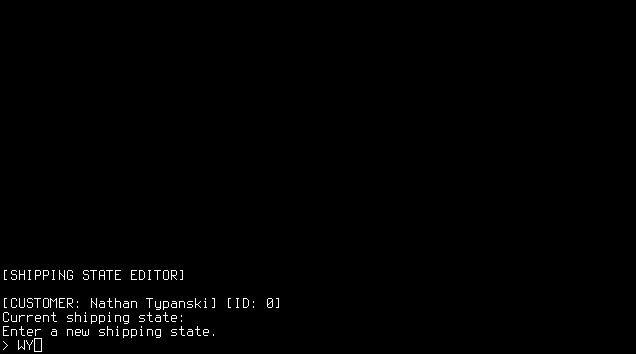 [SHIPPING STATE EDITOR]
[CUSTOMER: Nathan Typanski] [ID: 0]
Current shipping state:
Enter a new shipping state.
> WY